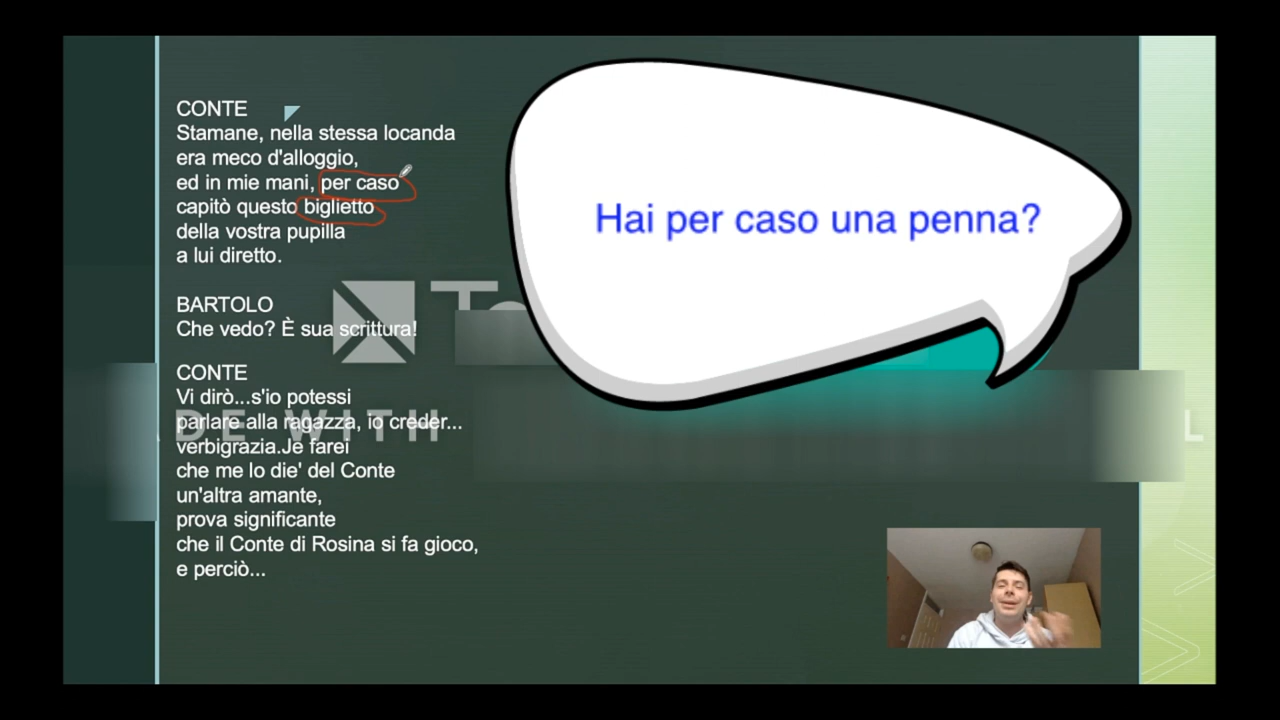 CONTE
Stamane, nella stessa locanda
era meco d'alloggio,
ed in mie mani, per caso
capitò questo biglietto
della vostra pupilla
a lui diretto.
BARTOLO
Che vedo? È sua scrittura!
CONTE
Vi dirò...s'io potessi
parlare alla ragazza, io creder...
verbigrazia.Je farei
che me lo die' del Conte
un'altra amante,
prova significante
che il Conte di Rosina si fa gioco,
e perciò...
Hai per caso una penna?
DE WITH